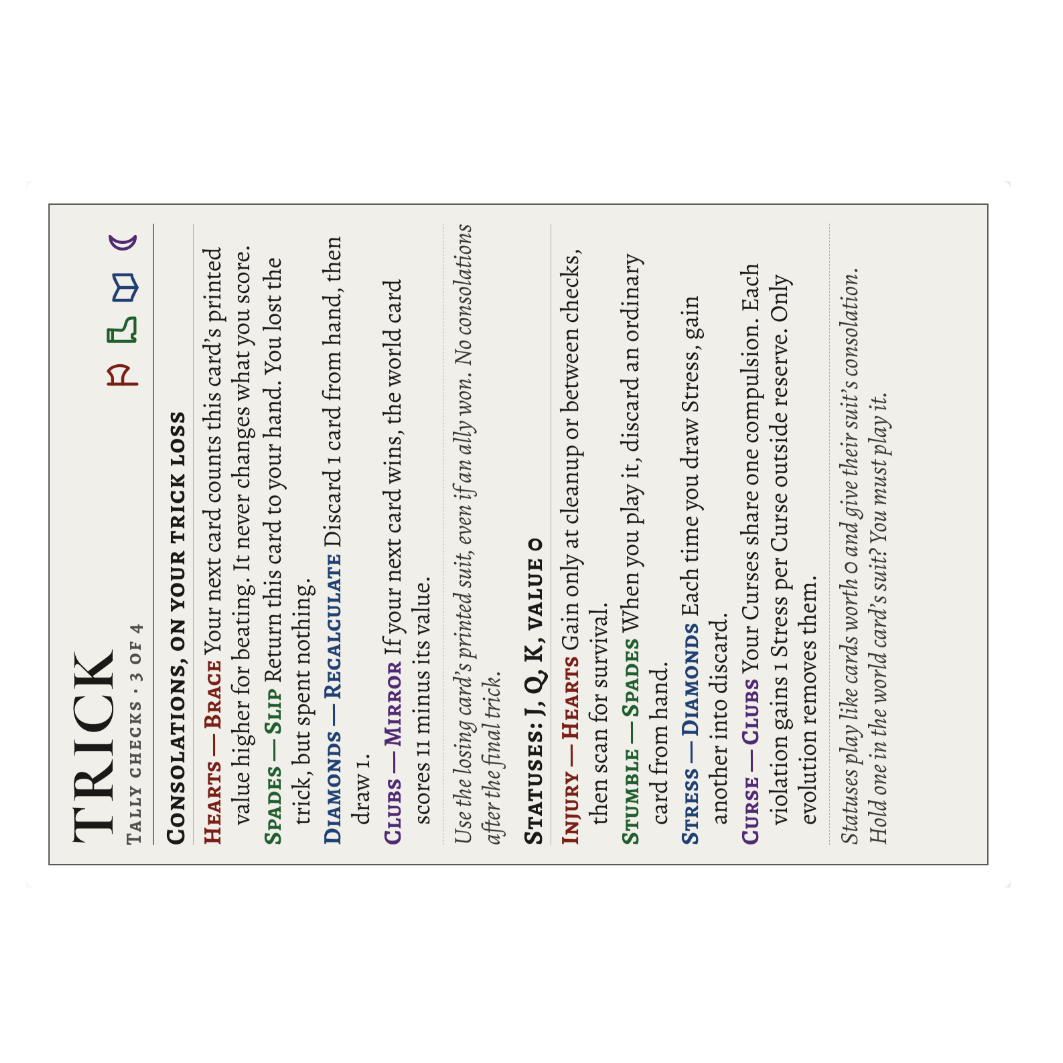 TRICK
TALLY CHECKS · 3 OF 4
CONSOLATIONS, ON YOUR TRICK LOSS
HEARTS — BRACE Your next card counts this card's printed
value higher for beating. It never changes what you score.
SPADES — SLIP Return this card to your hand. You lost the
trick, but spent nothing.
DIAMONDS — RECALCULATE Discard 1 card from hand, then
draw 1.
CLUBS — MIRROR If your next card wins, the world card
scores 11 minus its value.
Use the losing card's printed suit, even if an ally won. No consolations
after the final trick.
STATUSES: J, Q, K, VALUE 0
INJURY — HEARTS Gain only at cleanup or between checks,
then scan for survival.
STUMBLE — SPADES When you play it, discard an ordinary
card from hand.
STRESS — DIAMONDS Each time you draw Stress, gain
another into discard.
CURSE — CLUBS Your Curses share one compulsion. Each
violation gains 1 Stress per Curse outside reserve. Only
evolution removes them.
Statuses play like cards worth 0 and give their suit's consolation.
Hold one in the world card's suit? You must play it.